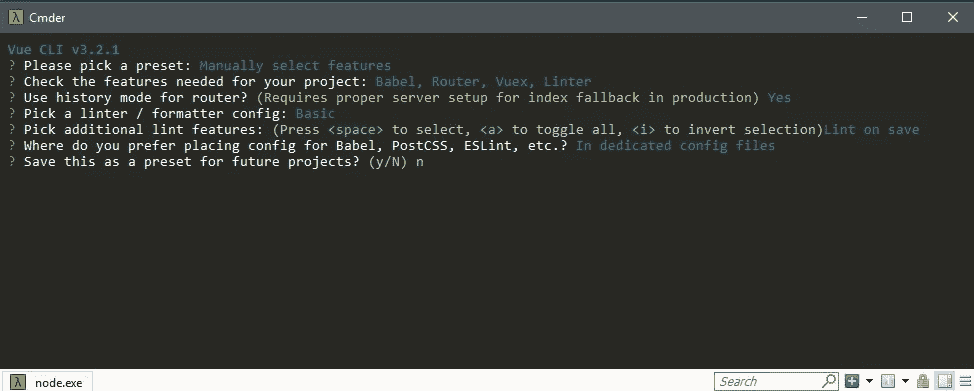 Cmder
Vue CLI v3.2.1
? Please pick a preset: Manually select features
? Check the features needed for your project: Babel, Router, Vuex, Linter
? Use history mode for router? (Requires proper server setup for index fallback in production) Yes
? Pick a linter / formatter config: Basic
? Pick additional lint features: (Press <space> to select, <a> to toggle all, <i> to invert selection)Lint on save
? Where do you prefer placing config for Babel, PostCSS, ESLint, etc.? In dedicated config files
? Save this as a preset for future projects? (y/N) n
λ node.exe
Search